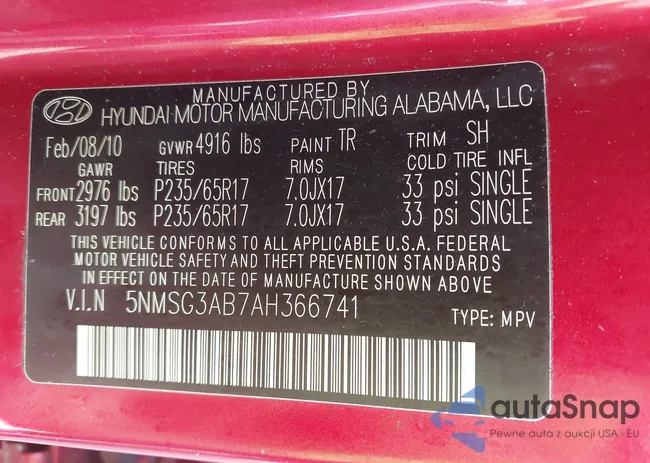 MANUFACTURED BY
HYUNDAI MOTOR MANUFACTURING ALABAMA, LLC
Feb/08/10 GVWR 4916 lbs PAINT TR TRIM SH
GAWR TIRES RIMS COLD TIRE INFL
FRONT 2976 lbs P235/65R17 7.0JX17 33 psi SINGLE
REAR 3197 lbs P235/65R17 7.0JX17 33 psi SINGLE
THIS VEHICLE CONFORMS TO ALL APPLICABLE U.S.A. FEDERAL
MOTOR VEHICLE SAFETY AND THEFT PREVENTION STANDARDS
IN EFFECT ON THE DATE OF MANUFACTURE SHOWN ABOVE
V.I.N 5NMSG3AB7AH366741 TYPE: MPV
autaSnap
Pewne auta z aukcji USA i EU